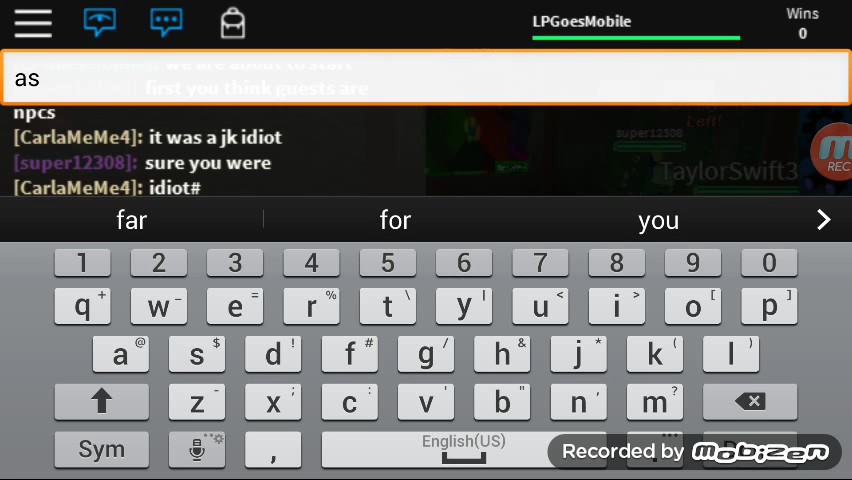 LPGoesMobile
Wins
0
as
we are about to start
first you think guests are
npcs
[CarlaMeMe4]: it was a jk idiot
[super12308]: sure you were
[CarlaMeMe4]: idiot#
Left!
super12308
TaylorSwift3
REC
far for you
1 2 3 4 5 6 7 8 9 0
q + w - e = r % t \ y | u < i > o [ p ]
a @ s $ d ! f # g / h & j * k ( l )
z - x ; c : v ' b " n , m ?
Sym , English(US)
Recorded by mobizen